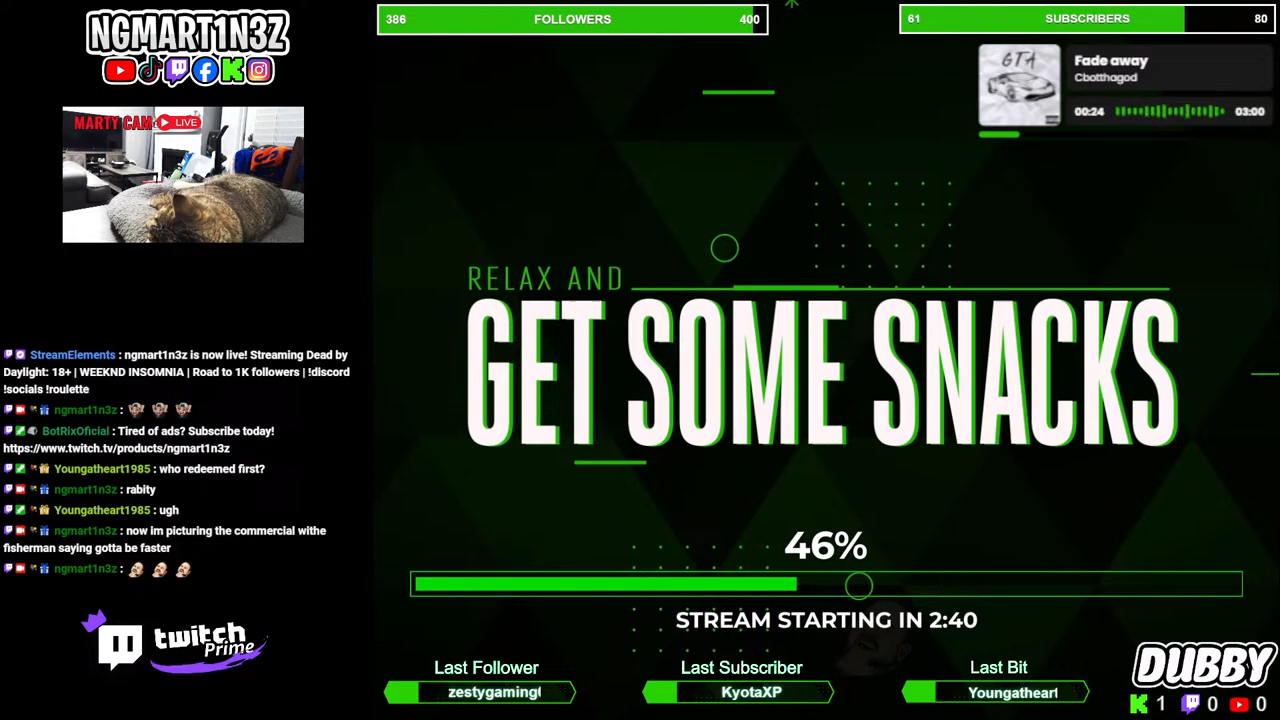 NGMART1N3Z
386 FOLLOWERS 400
61 SUBSCRIBERS 80
GTA
Fade away
Cbotthagod
00:24 03:00
MARTY CAM LIVE
RELAX AND
GET SOME SNACKS
StreamElements : ngmart1n3z is now live! Streaming Dead by
Daylight: 18+ | WEEKND INSOMNIA | Road to 1K followers | !discord
!socials !roulette
ngmart1n3z :
BotRixOficial : Tired of ads? Subscribe today!
https://www.twitch.tv/products/ngmart1n3z
Youngatheart1985 : who redeemed first?
ngmart1n3z : rabity
Youngatheart1985 : ugh
ngmart1n3z : now im picturing the commercial withe
fisherman sayIng gotta be faster
ngmart1n3z :
46%
STREAM STARTING IN 2:40
twitch
Prime
Last Follower
zestygaming
Last Subscriber
KyotaXP
Last Bit
Youngatheart
DUBBY
1 0 0